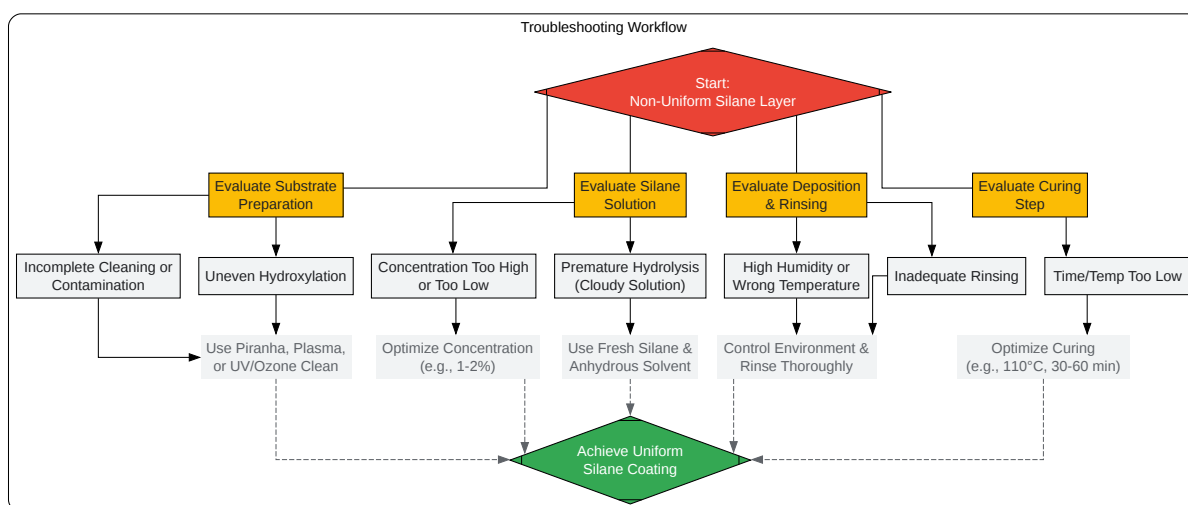 Troubleshooting Workflow
Start:
Non-Uniform Silane Layer
Evaluate Substrate
Preparation
Evaluate Silane
Solution
Evaluate Deposition
& Rinsing
Evaluate Curing
Step
Incomplete Cleaning or
Contamination
Uneven Hydroxylation
Concentration Too High
or Too Low
Premature Hydrolysis
(Cloudy Solution)
High Humidity or
Wrong Temperature
Inadequate Rinsing
Time/Temp Too Low
Use Piranha, Plasma,
or UV/Ozone Clean
Optimize Concentration
(e.g., 1-2%)
Use Fresh Silane &
Anhydrous Solvent
Control Environment &
Rinse Thoroughly
Optimize Curing
(e.g., 110°C, 30-60 min)
Achieve Uniform
Silane Coating